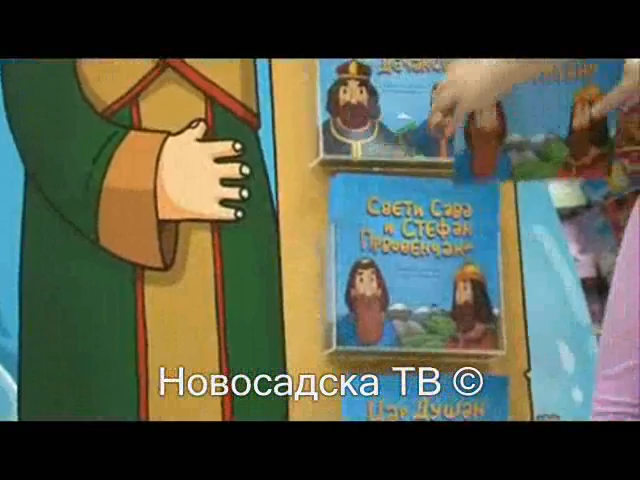 Свети Сава
и Стефан
Првовенчани
Цар Душан
Новосадска ТВ ©